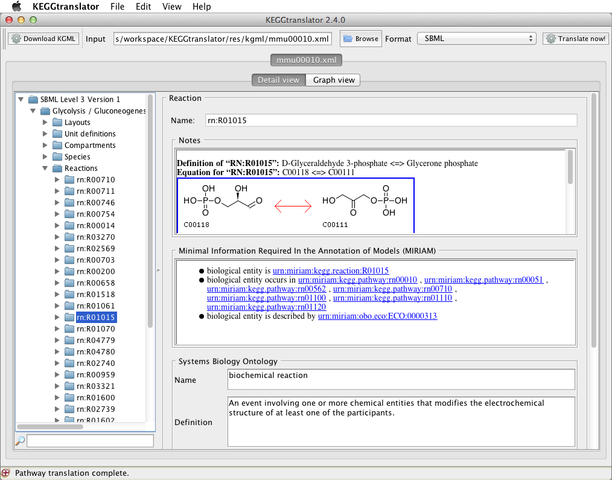 KEGGtranslator File Edit View Help
KEGGtranslator 2.4.0
Download KGML Input s/workspace/KEGGtranslator/res/kgml/mmu00010.xml Browse Format SBML Translate now!
mmu00010.xml
Detail view Graph view
SBML Level 3 Version 1
Glycolysis / Gluconeogenes
Layouts
Unit definitions
Compartments
Species
Reactions
rn:R00710
rn:R00711
rn:R00746
rn:R00754
rn:R00014
rn:R03270
rn:R02569
rn:R00703
rn:R00200
rn:R00658
rn:R01518
rn:R01061
rn:R01015
rn:R01070
rn:R04779
rn:R04780
rn:R02740
rn:R00959
rn:R03321
rn:R01600
rn:R02739
rn:R01602
Reaction
Name: rn:R01015
Notes
Definition of “RN:R01015”: D-Glyceraldehyde 3-phosphate <=> Glycerone phosphate
Equation for “RN:R01015”: C00118 <=> C00111
OH OH O OH
HO-P-O O HO O-P-OH
O O
C00118 C00111
Minimal Information Required In the Annotation of Models (MIRIAM)
● biological entity is urn:miriam:kegg.reaction:R01015
● biological entity occurs in urn:miriam:kegg.pathway:rn00010 , urn:miriam:kegg.pathway:rn00051 ,
urn:miriam:kegg.pathway:rn00562 , urn:miriam:kegg.pathway:rn00710 ,
urn:miriam:kegg.pathway:rn01100 , urn:miriam:kegg.pathway:rn01110 ,
urn:miriam:kegg.pathway:rn01120
● biological entity is described by urn:miriam:obo.eco:ECO:0000313
Systems Biology Ontology
Name biochemical reaction
Definition An event involving one or more chemical entities that modifies the electrochemical
structure of at least one of the participants.
Pathway translation complete.